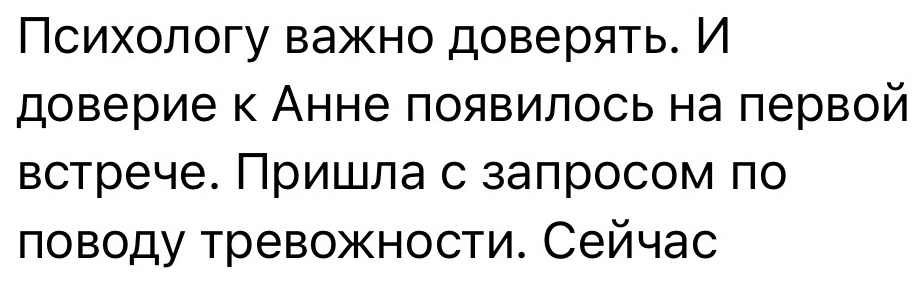 Психологу важно доверять. И
доверие к Анне появилось на первой
встрече. Пришла с запросом по
поводу тревожности. Сейчас